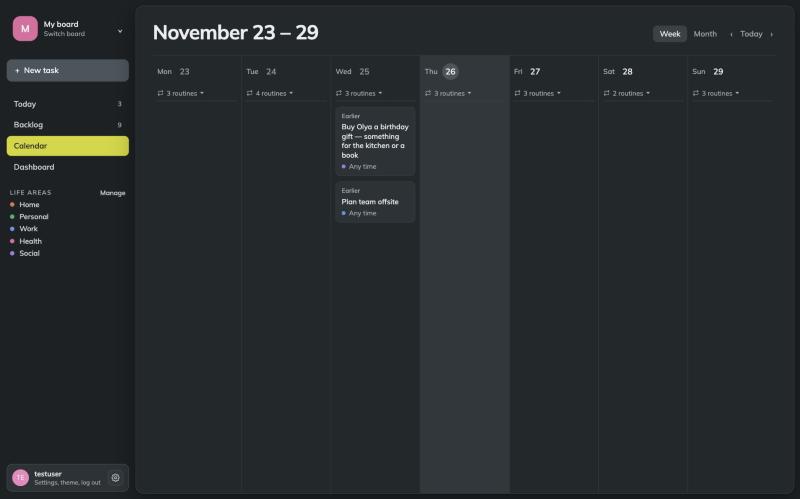 M
My board
Switch board
+ New task
Today 3
Backlog 9
Calendar
Dashboard
LIFE AREAS Manage
Home
Personal
Work
Health
Social
TE
testuser
Settings, theme, log out
November 23 – 29
Week Month ‹ Today ›
Mon 23
Tue 24
Wed 25
Thu 26
Fri 27
Sat 28
Sun 29
3 routines
4 routines
3 routines
3 routines
3 routines
2 routines
3 routines
Earlier
Buy Olya a birthday
gift — something
for the kitchen or a
book
Any time
Earlier
Plan team offsite
Any time